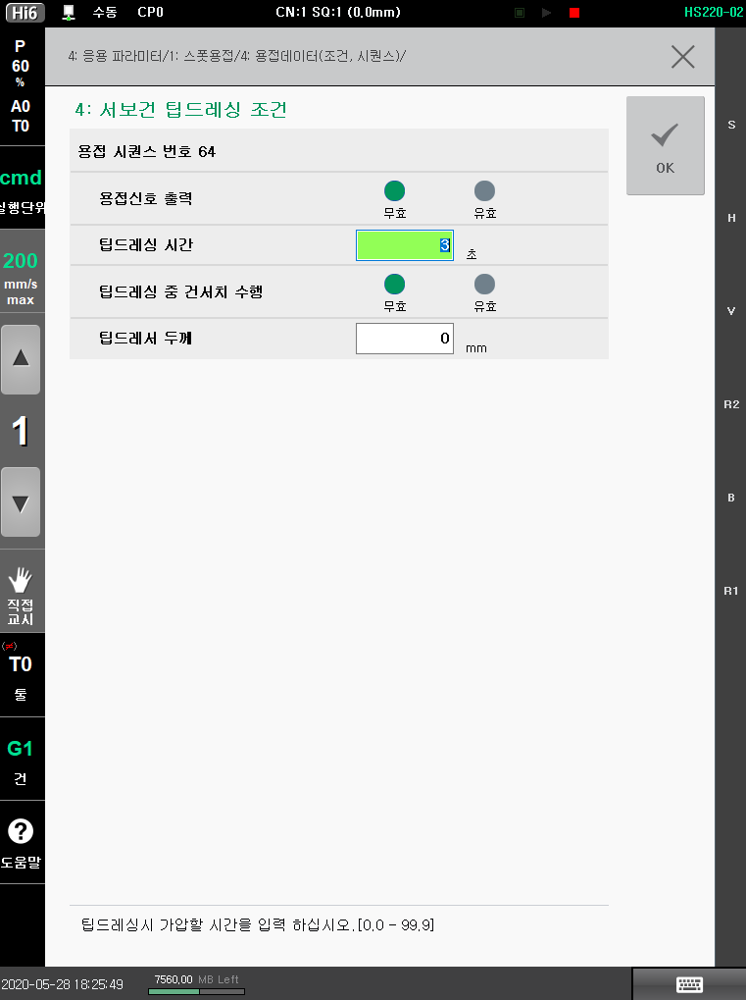 Hi6 수동 CP0 CN:1 SQ:1 (0.0mm) HS220-02
P
60
%
A0
T0
cmd
실행단위
200
mm/s
max
1
직접
교시
(≠)
T0
툴
G1
건
?
도움말
4: 응용 파라미터/1: 스폿용접/4: 용접데이터(조건, 시퀀스)/
4: 서보건 팁드레싱 조건
용접 시퀀스 번호 64
용접신호 출력
무효 유효
팁드레싱 시간 3 초
팁드레싱 중 건서치 수행
무효 유효
팁드레서 두께 0 mm
OK
S
H
V
R2
B
R1
팁드레싱시 가압할 시간을 입력 하십시오.[0.0 - 99.9]
2020-05-28 18:25:49 7560.00 MB Left